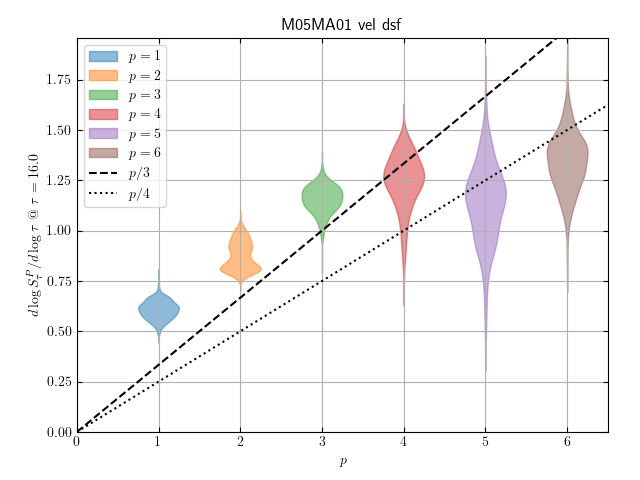 M05MA01 vel dsf
p = 1
p = 2
p = 3
p = 4
p = 5
p = 6
p/3
p/4
d log S_τ^p / d log τ @ τ = 16.0
1.75
1.50
1.25
1.00
0.75
0.50
0.25
0.00
0 1 2 3 4 5 6
p